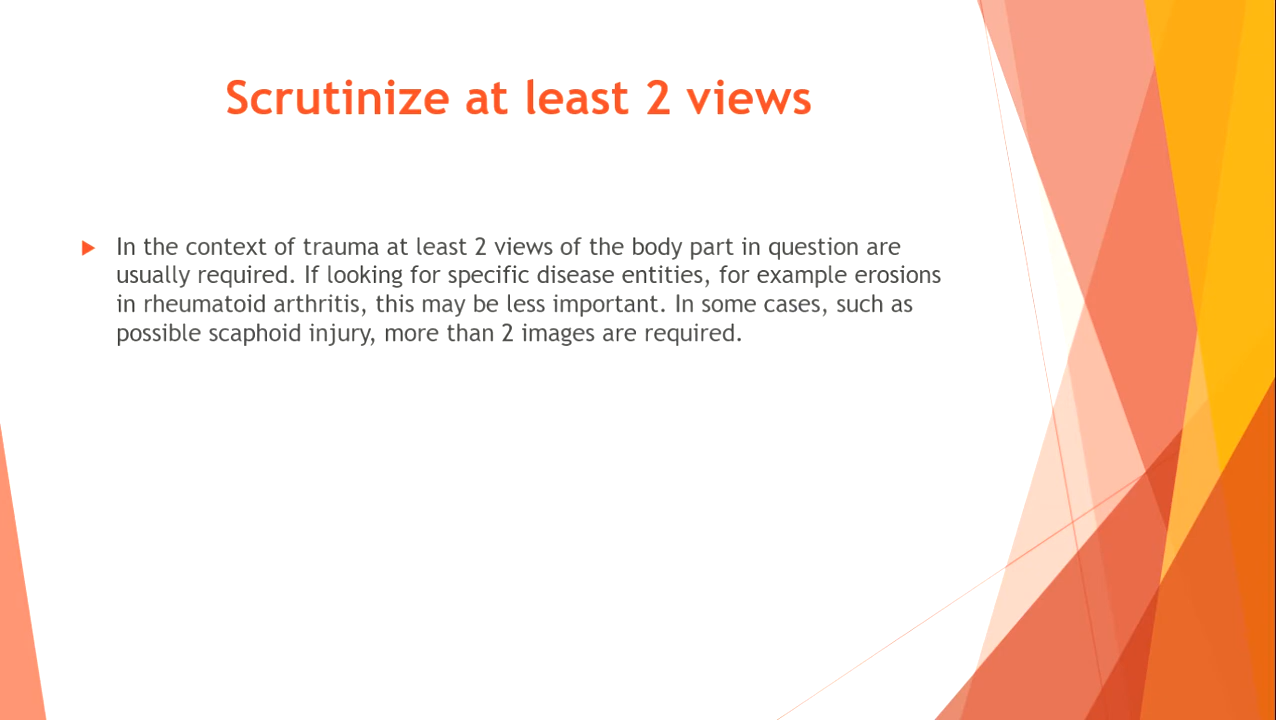 Scrutinize at least 2 views
In the context of trauma at least 2 views of the body part in question are
usually required. If looking for specific disease entities, for example erosions
in rheumatoid arthritis, this may be less important. In some cases, such as
possible scaphoid injury, more than 2 images are required.